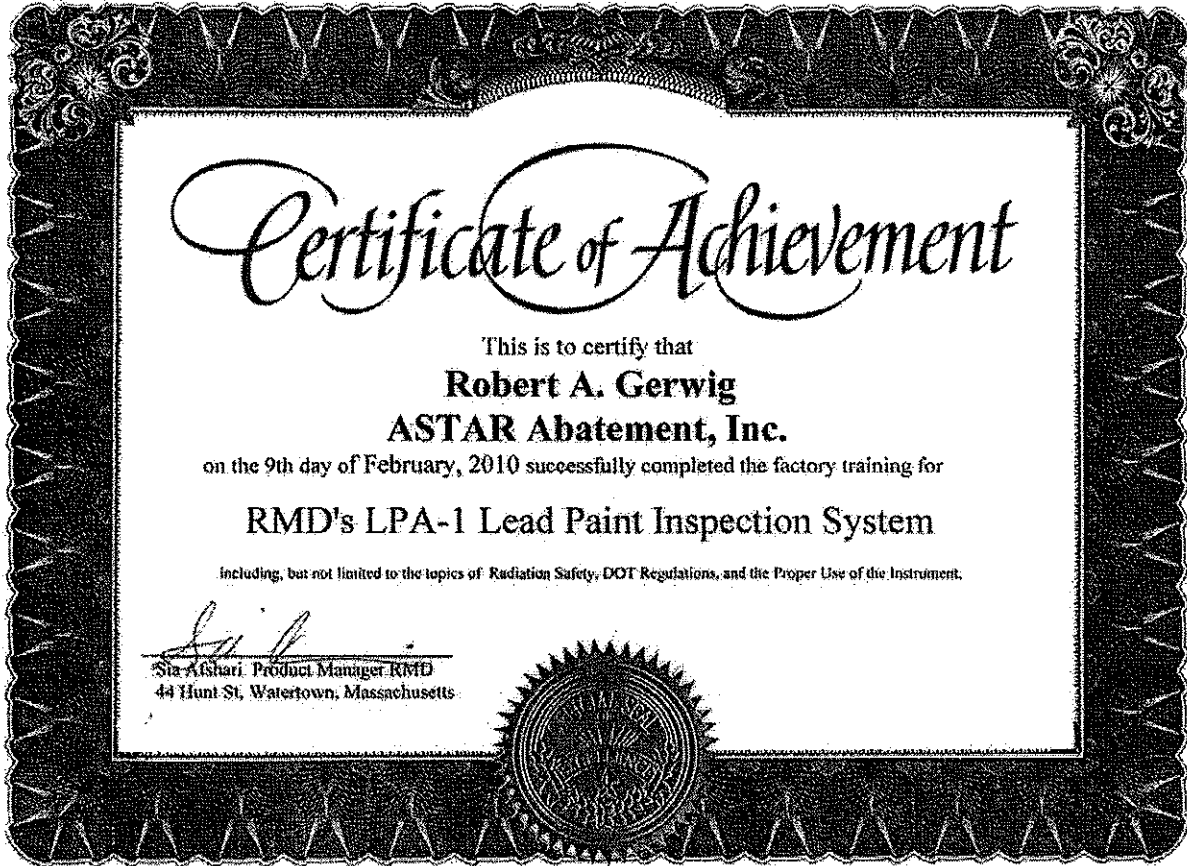 Certificate of Achievement
This is to certify that
Robert A. Gerwig
ASTAR Abatement, Inc.
on the 9th day of February, 2010 successfully completed the factory training for
RMD's LPA-1 Lead Paint Inspection System
including, but not limited to the topics of Radiation Safety, DOT Regulations, and the Proper Use of the Instrument.
Sia Afshari Product Manager RMD
44 Hunt St, Watertown, Massachusetts